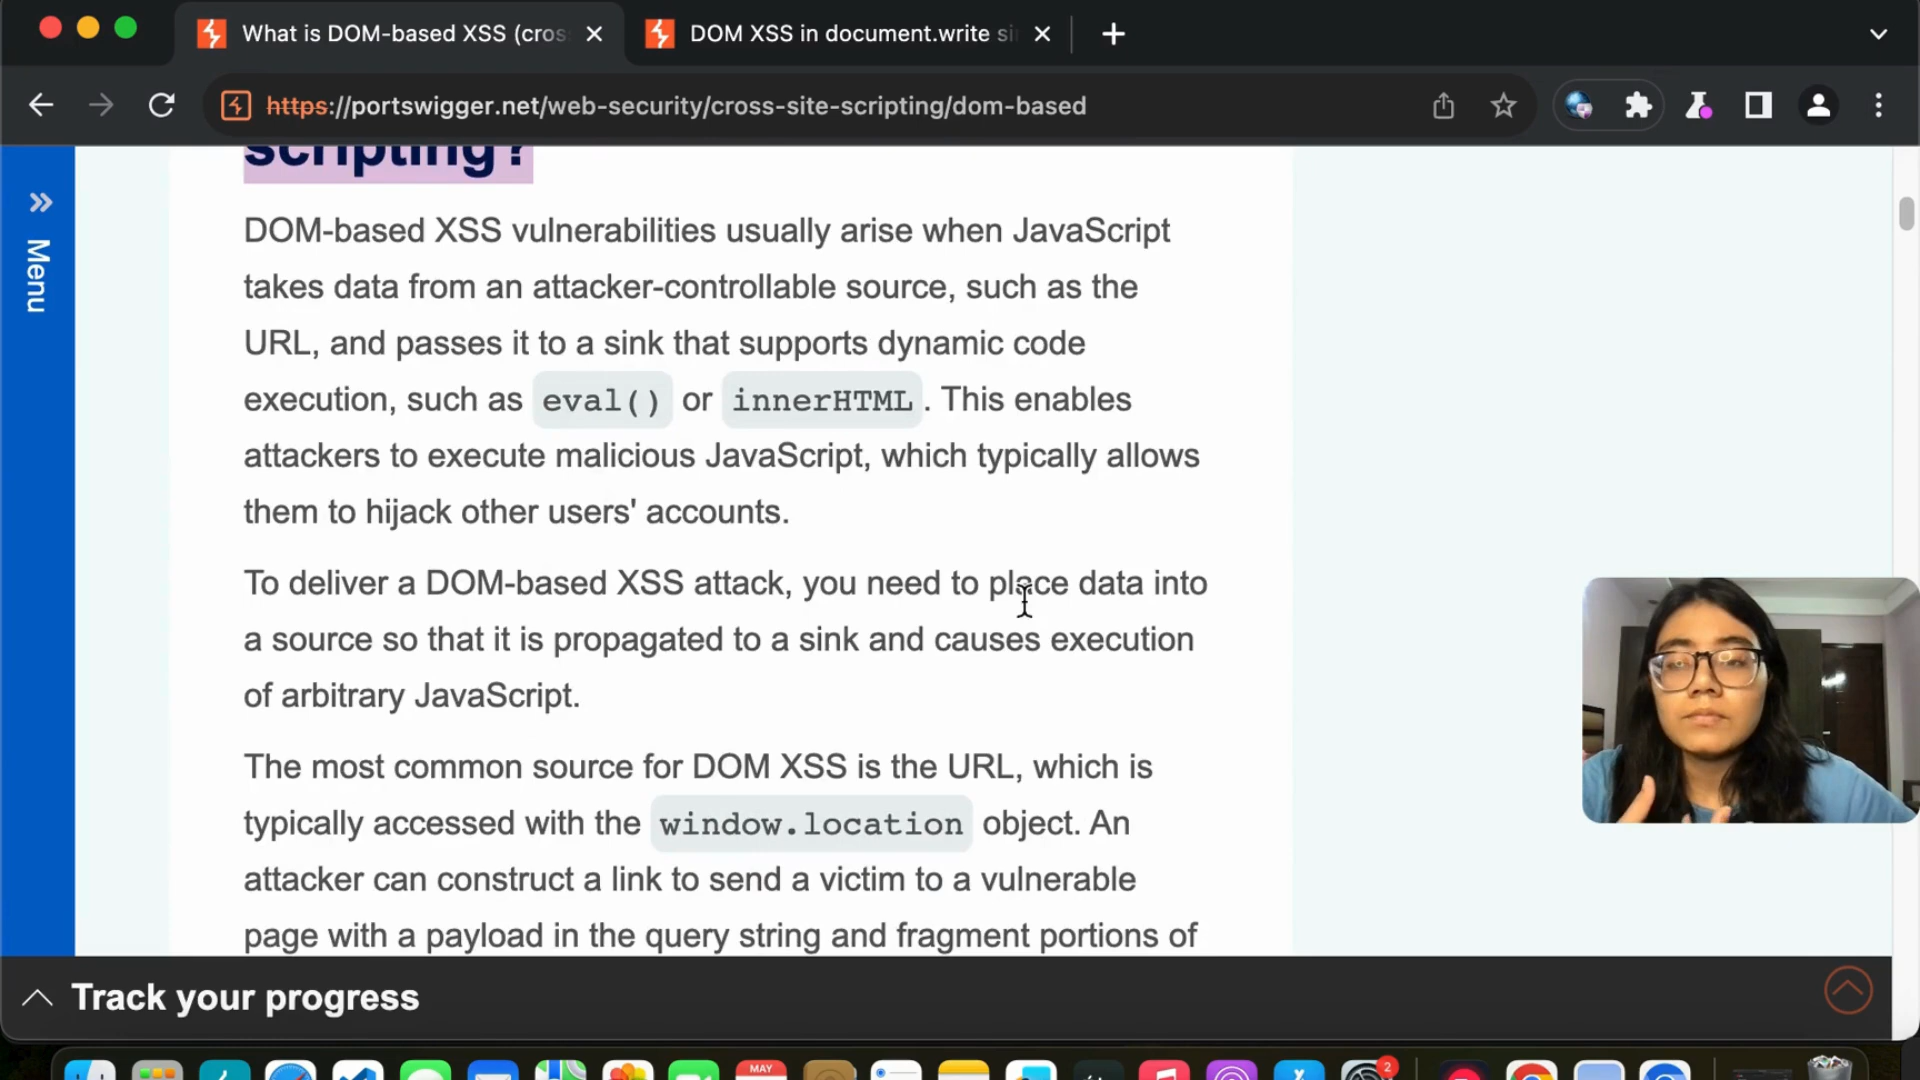 What is DOM-based XSS (cros
DOM XSS in document.write si
https://portswigger.net/web-security/cross-site-scripting/dom-based
scripting?
Menu
DOM-based XSS vulnerabilities usually arise when JavaScript
takes data from an attacker-controllable source, such as the
URL, and passes it to a sink that supports dynamic code
execution, such as eval() or innerHTML. This enables
attackers to execute malicious JavaScript, which typically allows
them to hijack other users' accounts.
To deliver a DOM-based XSS attack, you need to place data into
a source so that it is propagated to a sink and causes execution
of arbitrary JavaScript.
The most common source for DOM XSS is the URL, which is
typically accessed with the window.location object. An
attacker can construct a link to send a victim to a vulnerable
page with a payload in the query string and fragment portions of
Track your progress
MAY
2